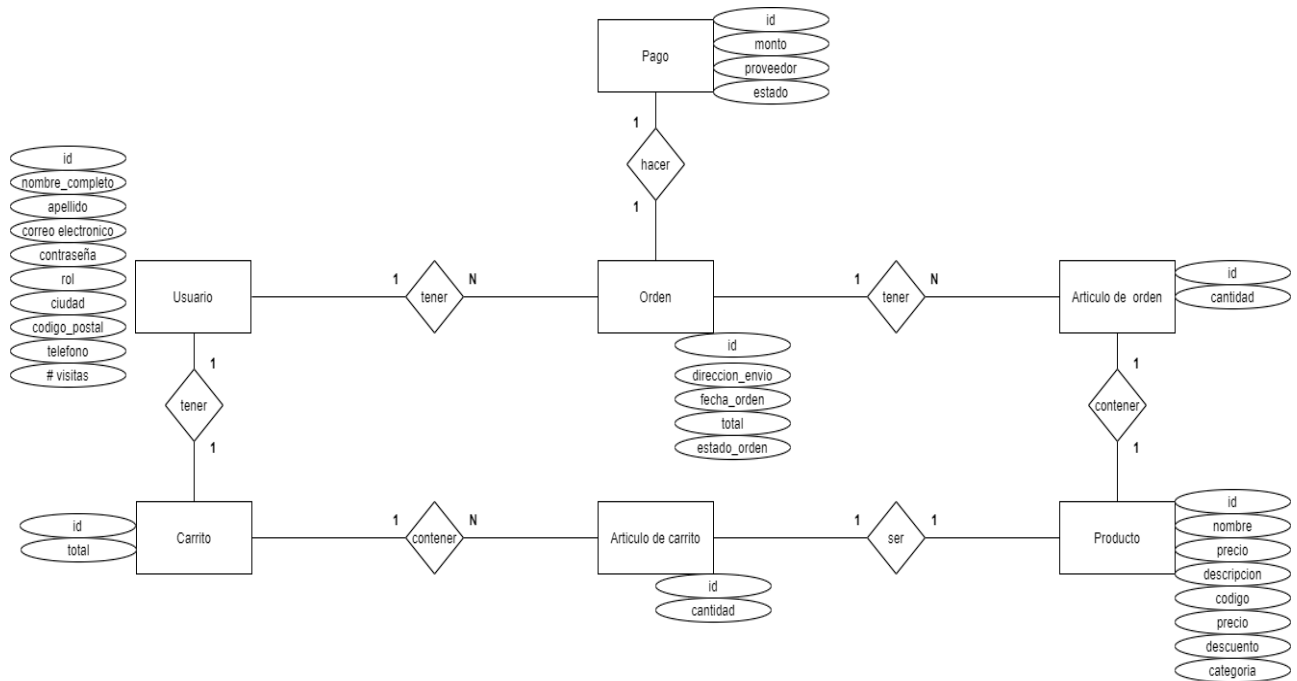 id
monto
Pago
proveedor
estado
1
hacer
1
id
nombre_completo
apellido
correo electronico
contraseña
rol
ciudad
codigo_postal
telefono
# visitas
Usuario
1
tener
N
Orden
1
tener
N
Articulo de orden
id
cantidad
id
direccion_envio
fecha_orden
total
estado_orden
1
tener
1
1
contener
1
id
total
Carrito
1
contener
N
Articulo de carrito
id
cantidad
1
ser
1
Producto
id
nombre
precio
descripcion
codigo
precio
descuento
categoria